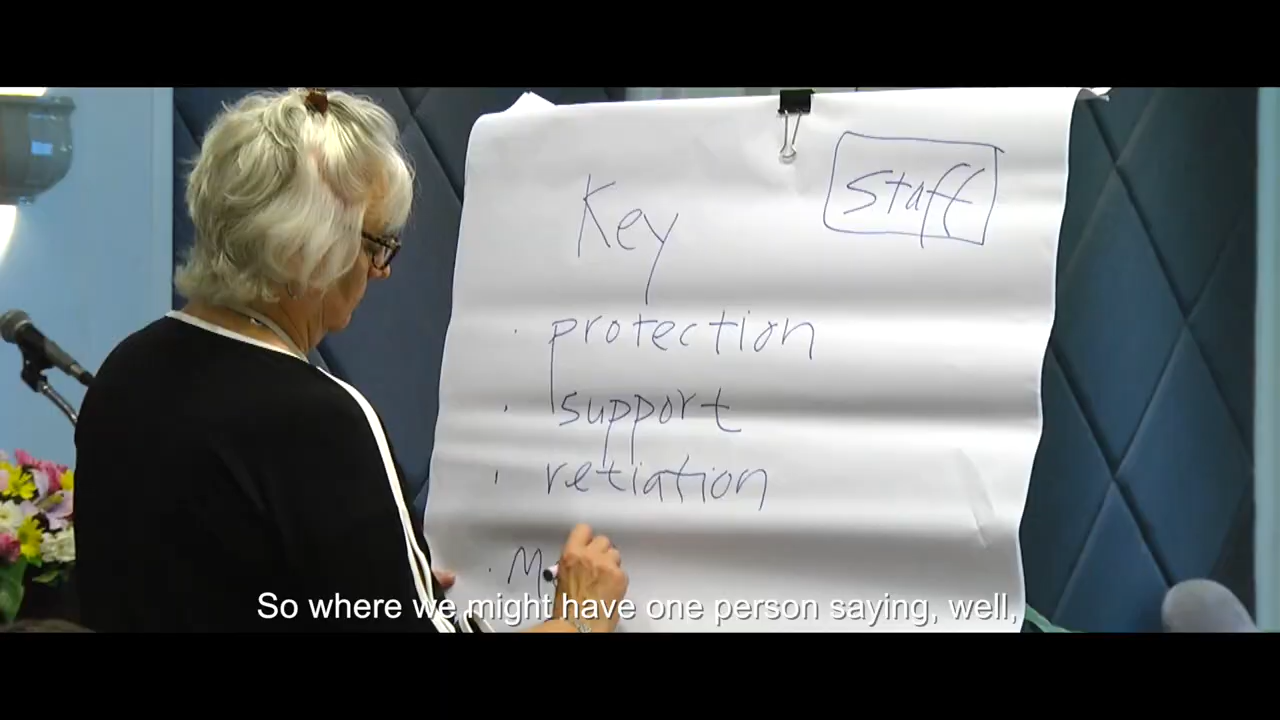 Staff
Key
· protection
· support
· retiation
· M
So where we might have one person saying, well,